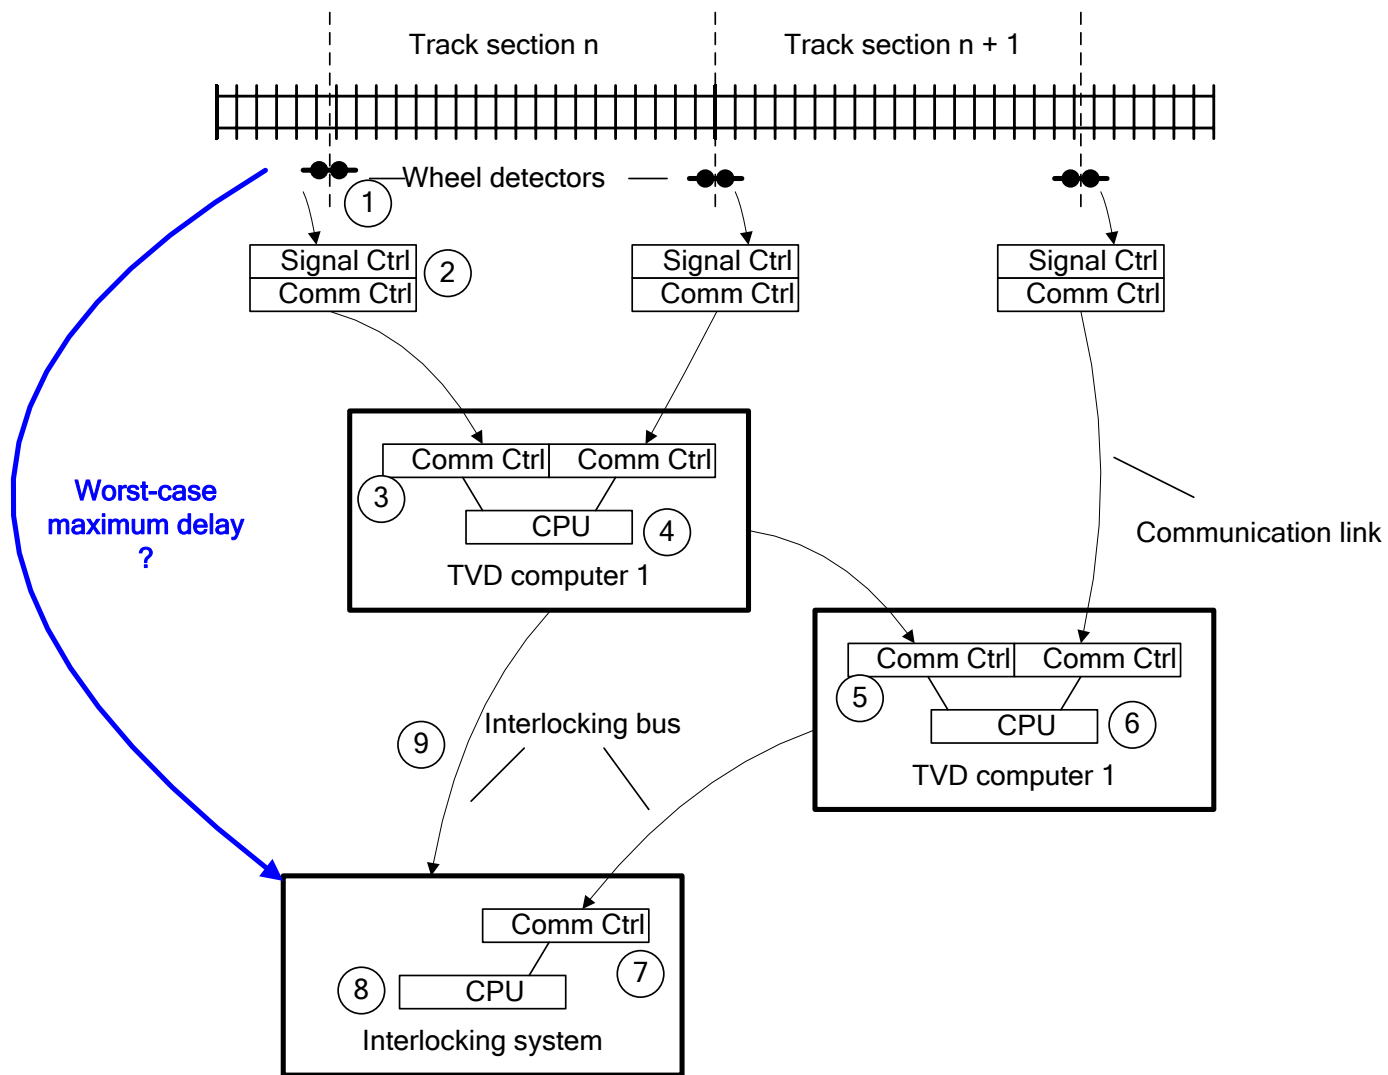 Track section n
Track section n + 1
Wheel detectors
1
Signal Ctrl
Comm Ctrl
2
Signal Ctrl
Comm Ctrl
Signal Ctrl
Comm Ctrl
Comm Ctrl
Comm Ctrl
3
CPU
4
TVD computer 1
Worst-case
maximum delay
?
Communication link
Comm Ctrl
Comm Ctrl
5
CPU
6
TVD computer 1
9
Interlocking bus
Comm Ctrl
7
8
CPU
Interlocking system